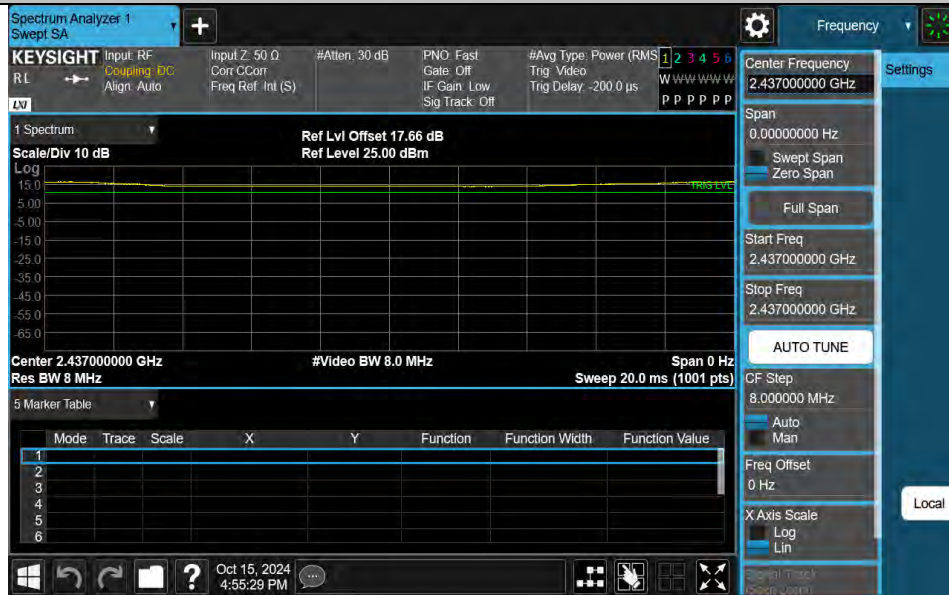 Spectrum Analyzer 1
Swept SA
+
Frequency
KEYSIGHT
RL
LXI
Input: RF
Coupling: DC
Align: Auto
Input Z: 50 Ω
Corr CCorr
Freq Ref: Int (S)
#Atten: 30 dB
PNO: Fast
Gate: Off
IF Gain: Low
Sig Track: Off
#Avg Type: Power (RMS
Trig: Video
Trig Delay: -200.0 µs
1 2 3 4 5 6
W W W W W W
P P P P P P
Center Frequency
2.437000000 GHz
Settings
Span
0.00000000 Hz
Swept Span
Zero Span
Full Span
Start Freq
2.437000000 GHz
Stop Freq
2.437000000 GHz
AUTO TUNE
CF Step
8.000000 MHz
Auto
Man
Freq Offset
0 Hz
X Axis Scale
Log
Lin
Signal Track
(Span Zoom)
Local
1 Spectrum
Scale/Div 10 dB
Ref Lvl Offset 17.66 dB
Ref Level 25.00 dBm
Log
15.0
5.00
-5.00
-15.0
-25.0
-35.0
-45.0
-55.0
-65.0
TRIG LVL
Center 2.437000000 GHz
#Video BW 8.0 MHz
Span 0 Hz
Res BW 8 MHz
Sweep 20.0 ms (1001 pts)
5 Marker Table
Mode Trace Scale X Y Function Function Width Function Value
1
2
3
4
5
6
?
Oct 15, 2024
4:55:29 PM